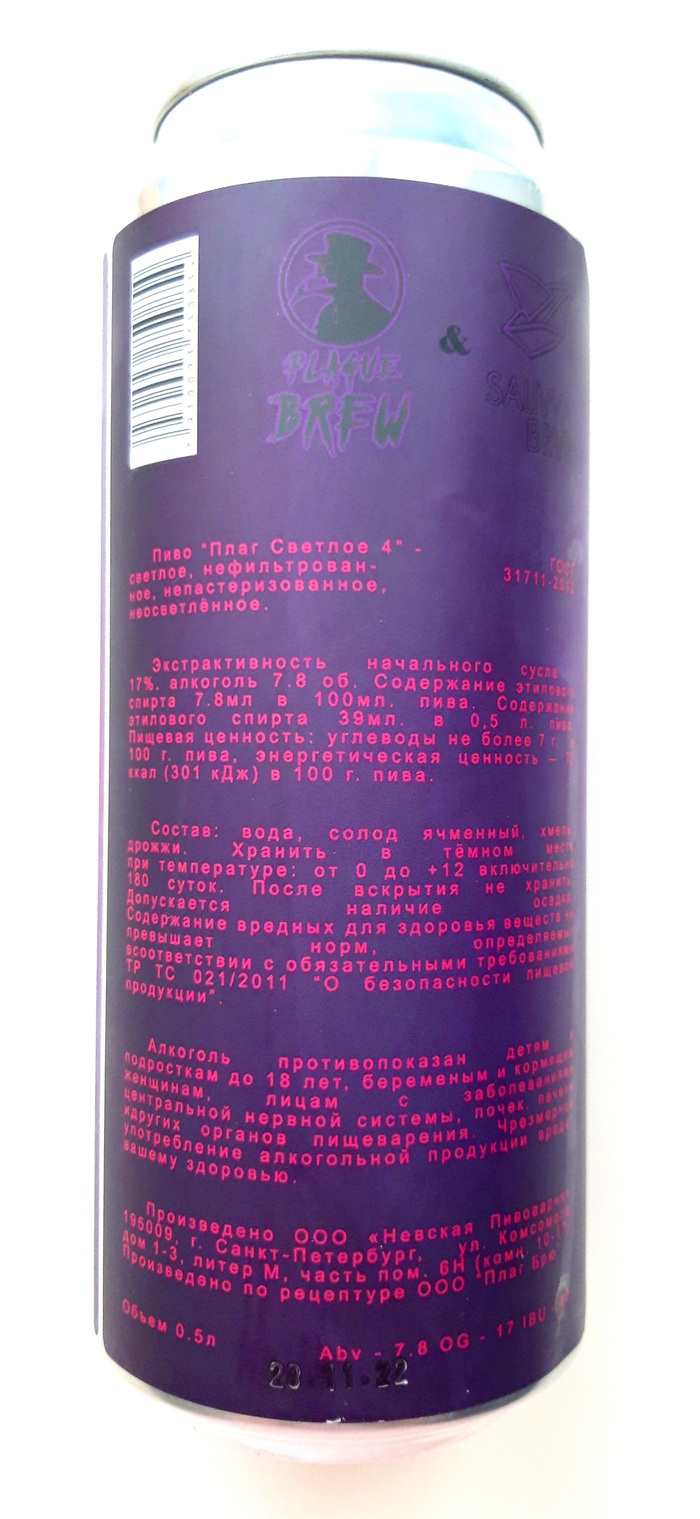 PLAGUE
BREW
&
Пиво "Плаг Светлое 4" -
светлое, нефильтрован-
ное, непастеризованное,
неосветлённое.
ГОСТ
31711-2012
Экстрактивность начального сусла
17%. алкоголь 7.8 об. Содержание этилового
спирта 7.8мл в 100мл. пива. Содержание
этилового спирта 39мл. в 0,5 л. пива.
Пищевая ценность: углеводы не более 7 г. в
100 г. пива, энергетическая ценность –
ккал (301 кДж) в 100 г. пива.
Состав: вода, солод ячменный, хмель,
дрожжи. Хранить в тёмном месте
при температуре: от 0 до +12 включительно
180 суток. После вскрытия не хранить.
Допускается наличие осадка.
Содержание вредных для здоровья веществ не
превышает норм, определяемых
всоответствии с обязательными требованиями
ТР ТС 021/2011 "О безопасности пищевой
продукции".
Алкоголь противопоказан детям и
подросткам до 18 лет, беременым и кормящим
женщинам, лицам с заболеваниями
центральной нервной системы, почек, печени
идругих органов пищеварения. Чрезмерное
употребление алкогольной продукции вредит
вашему здоровью.
Произведено ООО «Невская Пивоварня
195009, г. Санкт-Петербург, ул. Комсомола,
дом 1-3, литер М, часть пом. 6Н (комн.
Произведено по рецептуре ООО "Плаг Брю"
Объем 0.5л
Abv - 7.8 OG - 17 IBU